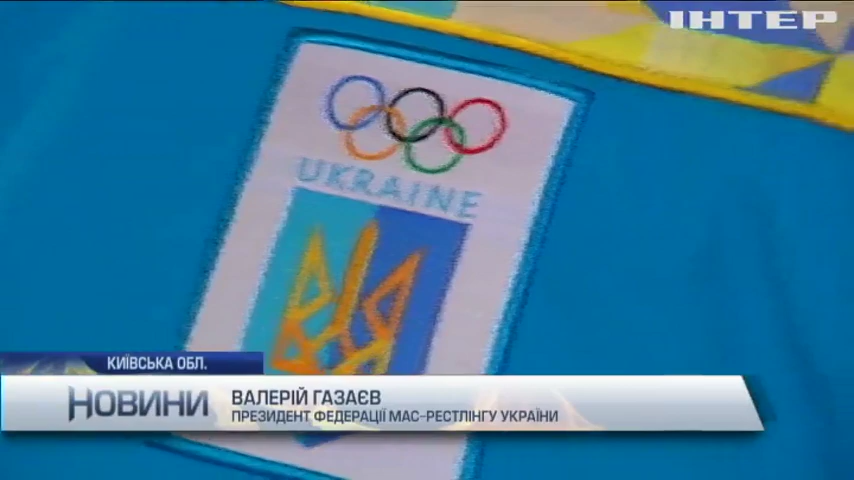 ІНТЕР
UKRAINE
КИЇВСЬКА ОБЛ.
НОВИНИ
ВАЛЕРІЙ ГАЗАЄВ
ПРЕЗИДЕНТ ФЕДЕРАЦІЇ МАС-РЕСТЛІНГУ УКРАЇНИ